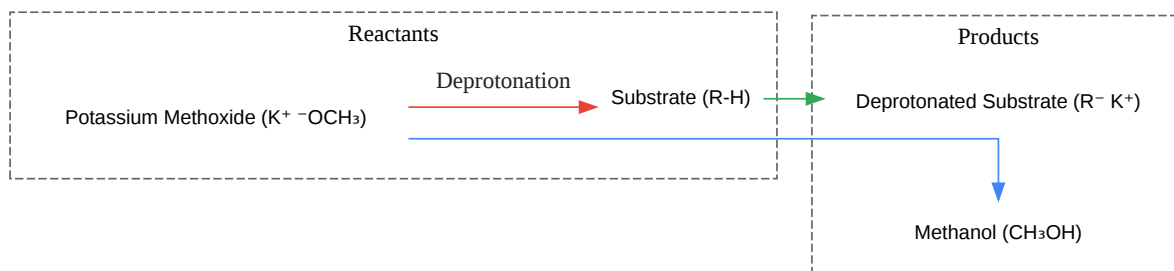 Reactants
Products
Deprotonation
Potassium Methoxide (K⁺ ⁻OCH₃)
Substrate (R-H)
Deprotonated Substrate (R⁻ K⁺)
Methanol (CH₃OH)